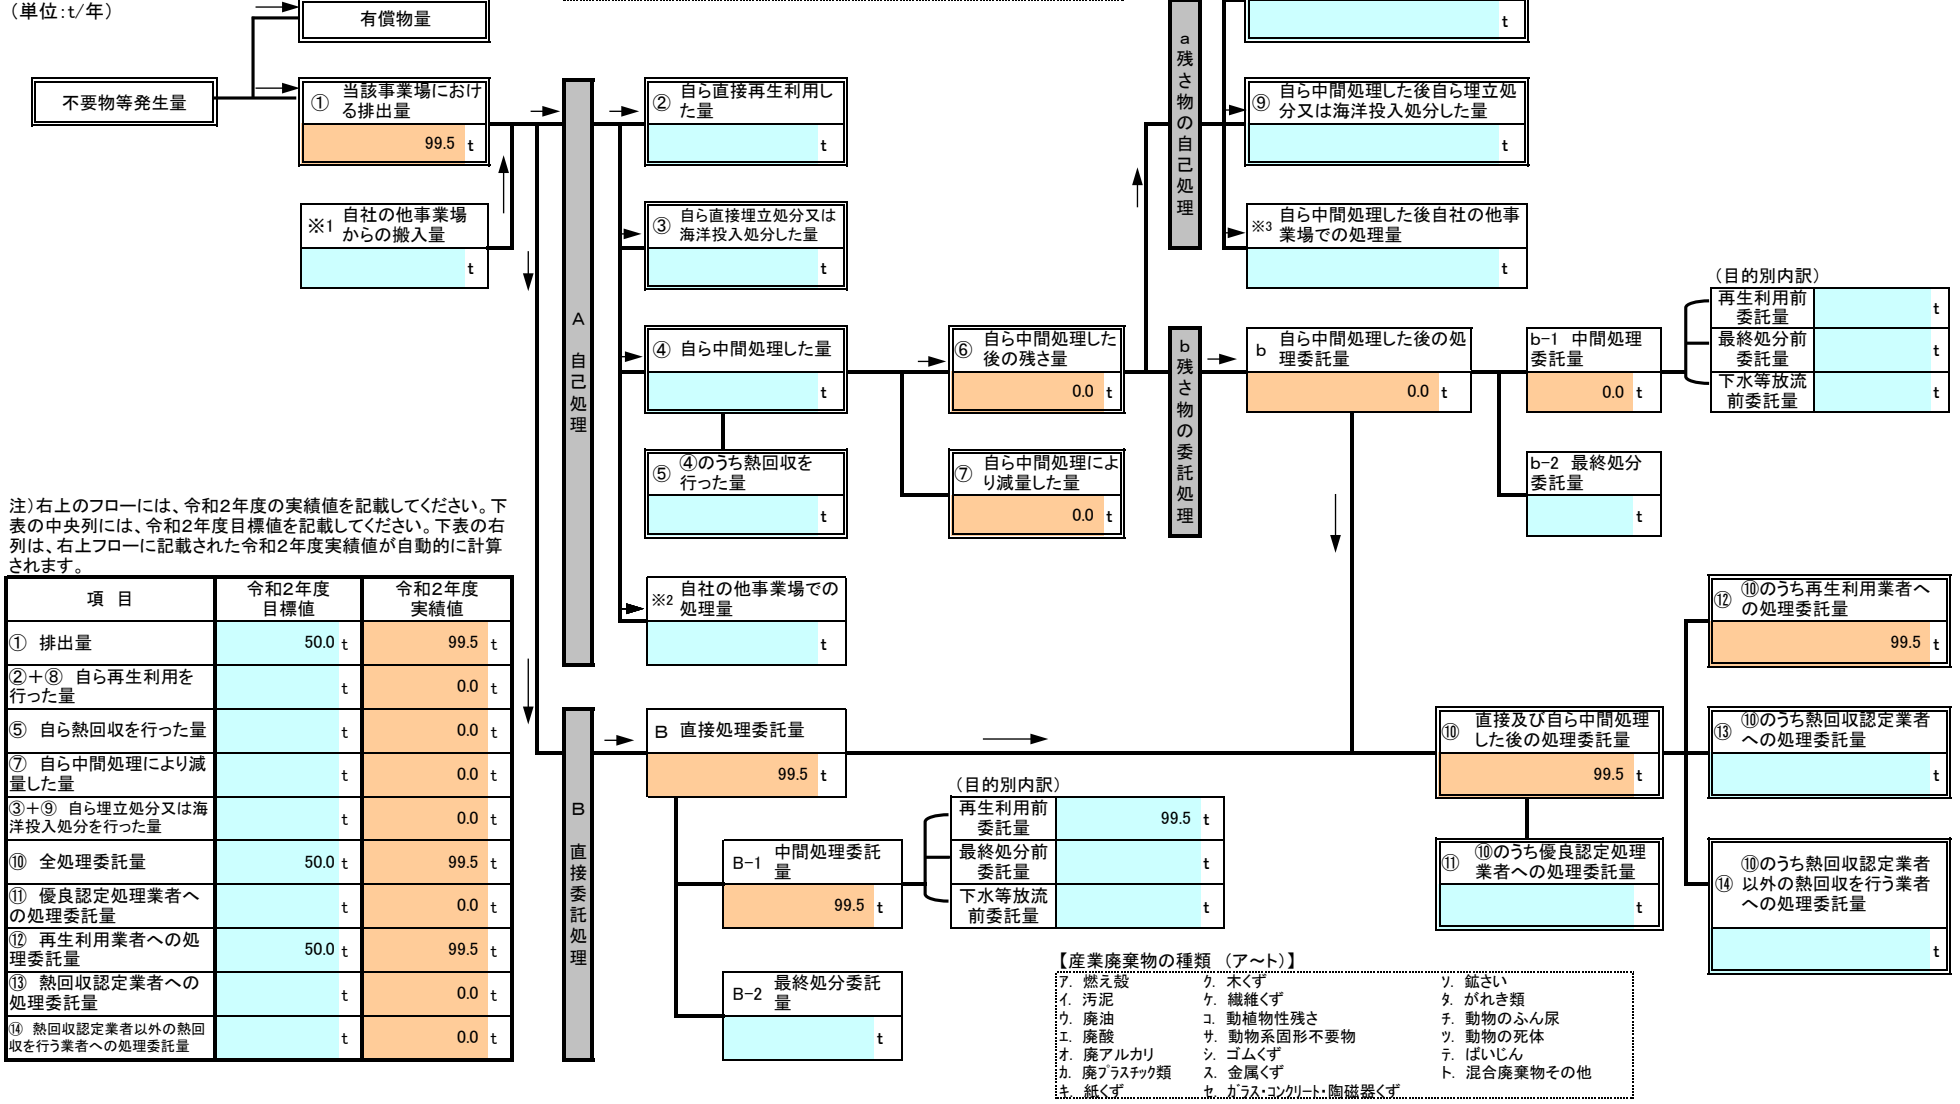 (単位:t/年)
有償物量
t
不要物等発生量
① 当該事業場におけ
る排出量
99.5 t
※1 自社の他事業場
からの搬入量
t
A 自己処理
② 自ら直接再生利用し
た量
t
③ 自ら直接埋立処分又は
海洋投入処分した量
t
④ 自ら中間処理した量
t
⑤ ④のうち熱回収を
行った量
t
※2 自社の他事業場での
処理量
t
⑥ 自ら中間処理した
後の残さ量
0.0 t
⑦ 自ら中間処理によ
り減量した量
0.0 t
a残さ物の自己処理
⑨ 自ら中間処理した後自ら埋立処
分又は海洋投入処分した量
t
※3 自ら中間処理した後自社の他事
業場での処理量
t
b残さ物の委託処理
b 自ら中間処理した後の処
理委託量
0.0 t
b-1 中間処理
委託量
0.0 t
b-2 最終処分
委託量
t
(目的別内訳)
再生利用前
委託量 t
最終処分前
委託量 t
下水等放流
前委託量 t
注)右上のフローには、令和2年度の実績値を記載してください。下
表の中央列には、令和2年度目標値を記載してください。下表の右
列は、右上フローに記載された令和2年度実績値が自動的に計算
されます。
項 目 令和2年度
目標値 令和2年度
実績値
① 排出量 50.0 t 99.5 t
②+⑧ 自ら再生利用を
行った量 t 0.0 t
⑤ 自ら熱回収を行った量 t 0.0 t
⑦ 自ら中間処理により減
量した量 t 0.0 t
③+⑨ 自ら埋立処分又は海
洋投入処分を行った量 t 0.0 t
⑩ 全処理委託量 50.0 t 99.5 t
⑪ 優良認定処理業者へ
の処理委託量 t 0.0 t
⑫ 再生利用業者への処
理委託量 50.0 t 99.5 t
⑬ 熱回収認定業者への
処理委託量 t 0.0 t
⑭ 熱回収認定業者以外の熱回
収を行う業者への処理委託量 t 0.0 t
B 直接委託処理
B 直接処理委託量
99.5 t
B-1 中間処理委託
量
99.5 t
B-2 最終処分委託
量
t
(目的別内訳)
再生利用前
委託量 99.5 t
最終処分前
委託量 t
下水等放流
前委託量 t
⑩ 直接及び自ら中間処理
した後の処理委託量
99.5 t
⑪ ⑩のうち優良認定処理
業者への処理委託量
t
⑫ ⑩のうち再生利用業者へ
の処理委託量
99.5 t
⑬ ⑩のうち熱回収認定業者
への処理委託量
t
⑭ ⑩のうち熱回収認定業者
以外の熱回収を行う業者
への処理委託量
t
【産業廃棄物の種類 (ア~ト)】
ア. 燃え殻 ク. 木くず ソ. 鉱さい
イ. 汚泥 ケ. 繊維くず タ. がれき類
ウ. 廃油 コ. 動植物性残さ チ. 動物のふん尿
エ. 廃酸 サ. 動物系固形不要物 ツ. 動物の死体
オ. 廃アルカリ シ. ゴムくず テ. ばいじん
カ. 廃プラスチック類 ス. 金属くず ト. 混合廃棄物その他
キ. 紙くず セ. ガラス・コンクリート・陶磁器くず